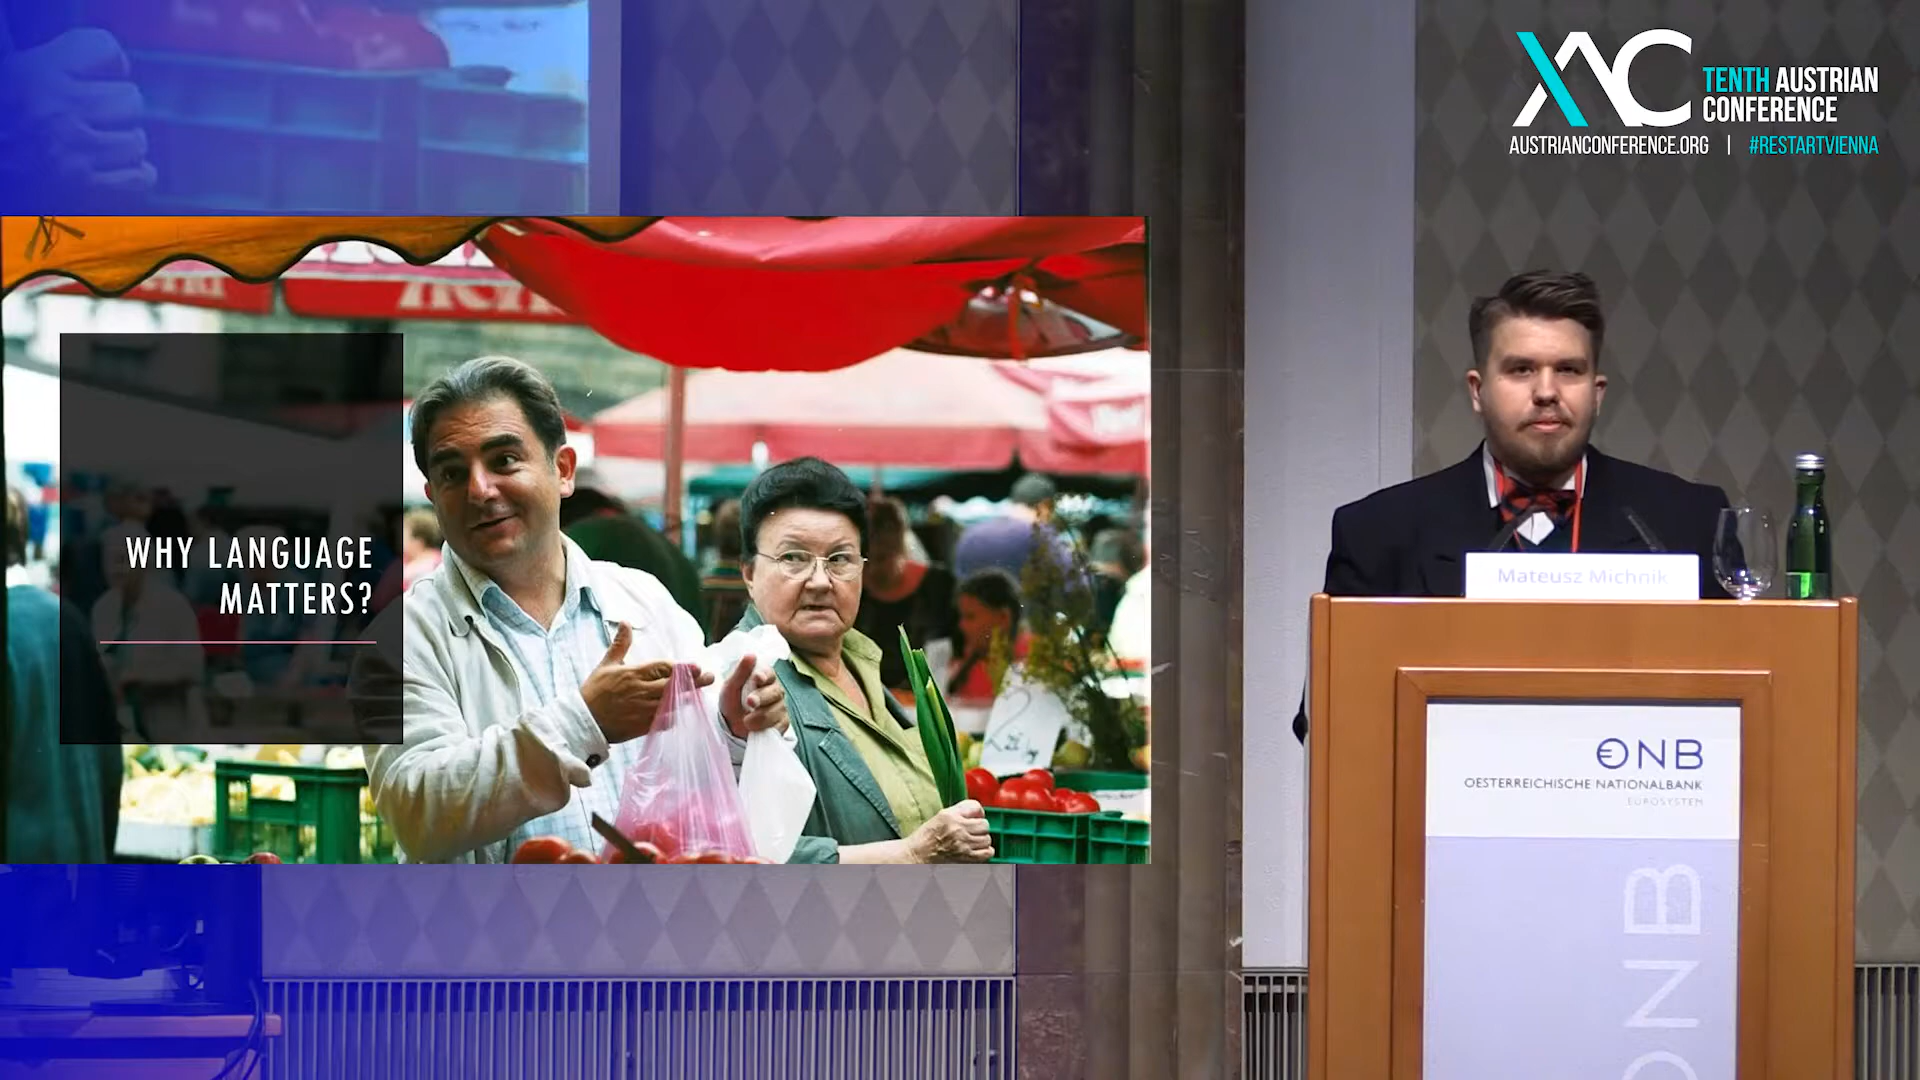 TENTH AUSTRIAN
CONFERENCE
AUSTRIANCONFERENCE.ORG | #RESTARTVIENNA
WHY LANGUAGE
MATTERS?
Mateusz Michnik
ONB
OESTERREICHISCHE NATIONALBANK
EUROSYSTEM
ONB